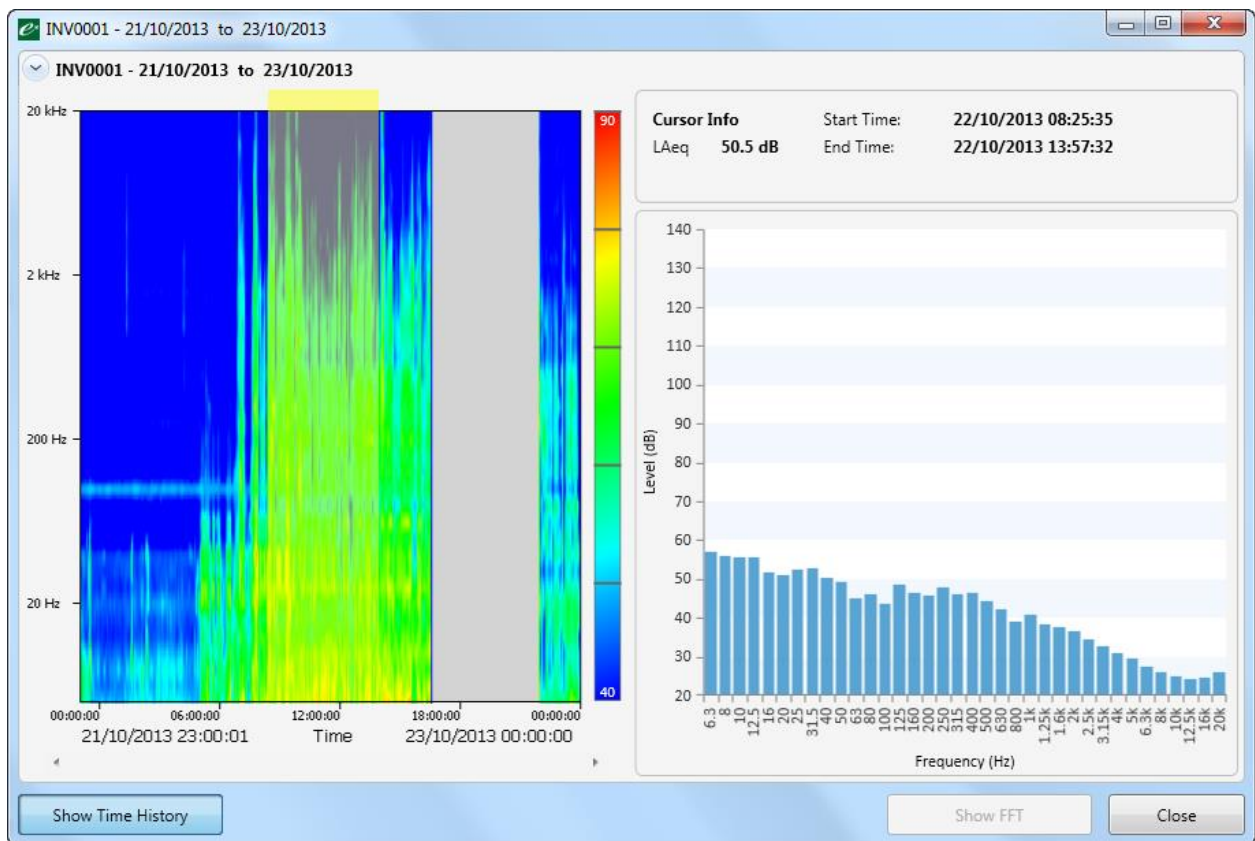 INV0001 - 21/10/2013 to 23/10/2013
INV0001 - 21/10/2013 to 23/10/2013
20 kHz
2 kHz
200 Hz
20 Hz
90
40
00:00:00 06:00:00 12:00:00 18:00:00 00:00:00
21/10/2013 23:00:01 Time 23/10/2013 00:00:00
Cursor Info Start Time: 22/10/2013 08:25:35
LAeq 50.5 dB End Time: 22/10/2013 13:57:32
140
130
120
110
100
90
80
70
60
50
40
30
20
Level (dB)
6.3 8 10 12.5 16 20 25 31.5 40 50 63 80 100 125 160 200 250 315 400 500 630 800 1k 1.25k 1.6k 2k 2.5k 3.15k 4k 5k 6.3k 8k 10k 12.5k 16k 20k
Frequency (Hz)
Show Time History Show FFT Close